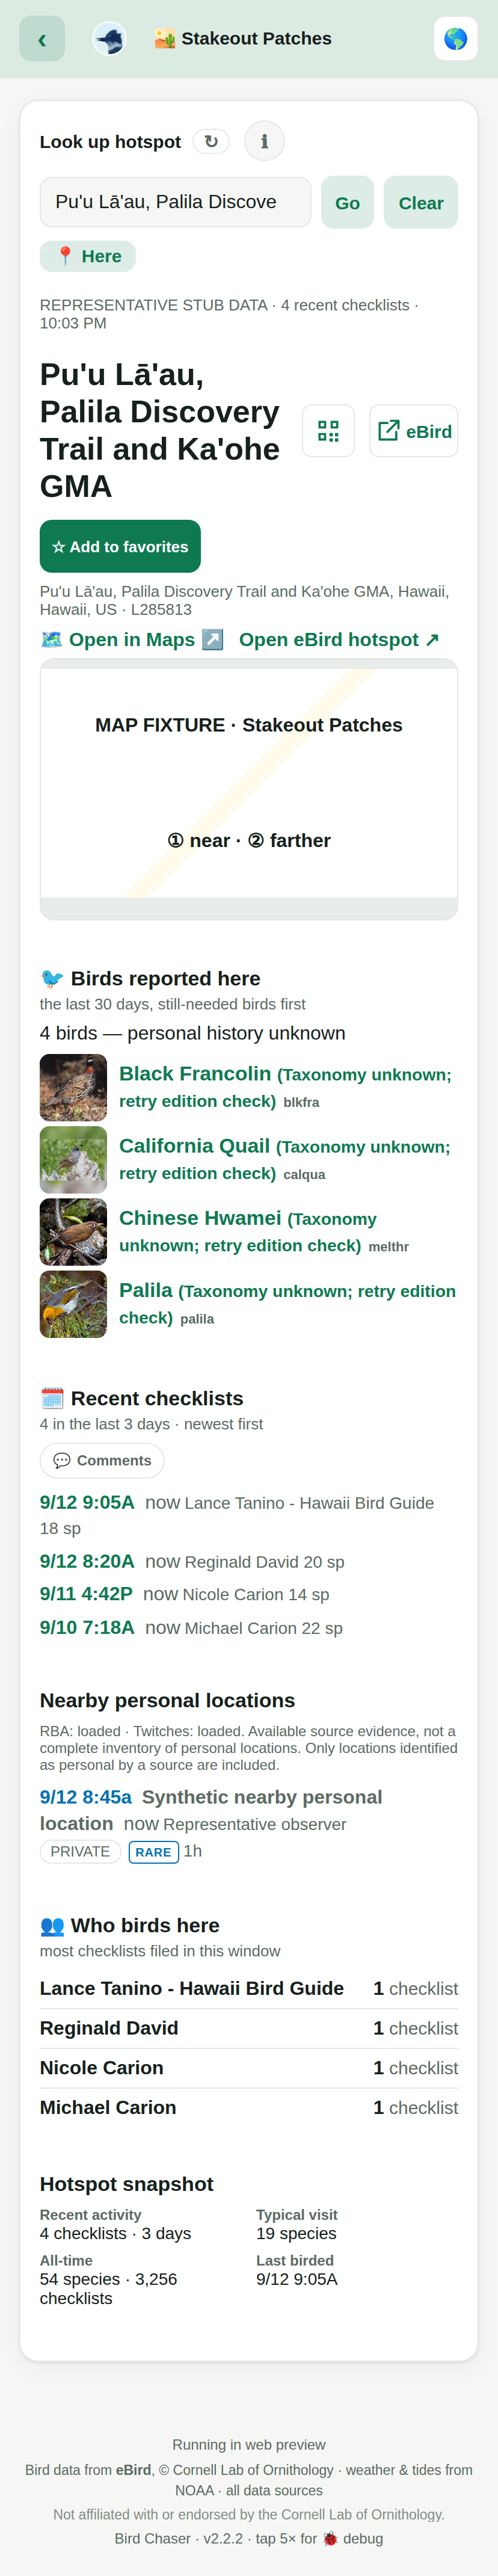 ‹ 🏜️ Stakeout Patches 🌎
Look up hotspot ↻ ℹ
Pu'u Lā'au, Palila Discove Go Clear
📍 Here
REPRESENTATIVE STUB DATA · 4 recent checklists ·
10:03 PM
Pu'u Lā'au,
Palila Discovery
Trail and Ka'ohe
GMA
eBird
☆ Add to favorites
Pu'u Lā'au, Palila Discovery Trail and Ka'ohe GMA, Hawaii,
Hawaii, US · L285813
🗺️ Open in Maps ↗️ Open eBird hotspot ↗
MAP FIXTURE · Stakeout Patches
① near · ② farther
🐦 Birds reported here
the last 30 days, still-needed birds first
4 birds — personal history unknown
Black Francolin (Taxonomy unknown;
retry edition check) blkfra
California Quail (Taxonomy unknown;
retry edition check) calqua
Chinese Hwamei (Taxonomy
unknown; retry edition check) melthr
Palila (Taxonomy unknown; retry edition
check) palila
🗓️ Recent checklists
4 in the last 3 days · newest first
💬 Comments
9/12 9:05A now Lance Tanino - Hawaii Bird Guide
18 sp
9/12 8:20A now Reginald David 20 sp
9/11 4:42P now Nicole Carion 14 sp
9/10 7:18A now Michael Carion 22 sp
Nearby personal locations
RBA: loaded · Twitches: loaded. Available source evidence, not a
complete inventory of personal locations. Only locations identified
as personal by a source are included.
9/12 8:45a Synthetic nearby personal
location now Representative observer
PRIVATE RARE 1h
👥 Who birds here
most checklists filed in this window
Lance Tanino - Hawaii Bird Guide 1 checklist
Reginald David 1 checklist
Nicole Carion 1 checklist
Michael Carion 1 checklist
Hotspot snapshot
Recent activity Typical visit
4 checklists · 3 days 19 species
All-time Last birded
54 species · 3,256 9/12 9:05A
checklists
Running in web preview
Bird data from eBird, © Cornell Lab of Ornithology · weather & tides from
NOAA · all data sources
Not affiliated with or endorsed by the Cornell Lab of Ornithology.
Bird Chaser · v2.2.2 · tap 5× for 🐞 debug